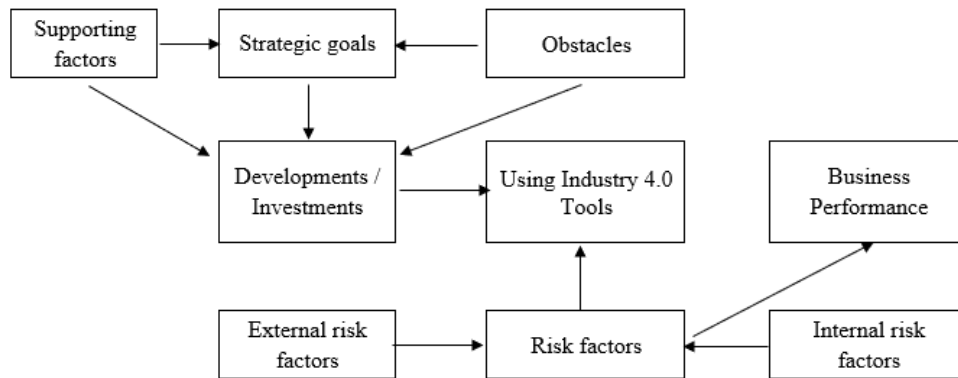 Supporting
factors
Strategic goals
Obstacles
Developments /
Investments
Using Industry 4.0
Tools
Business
Performance
External risk
factors
Risk factors
Internal risk
factors